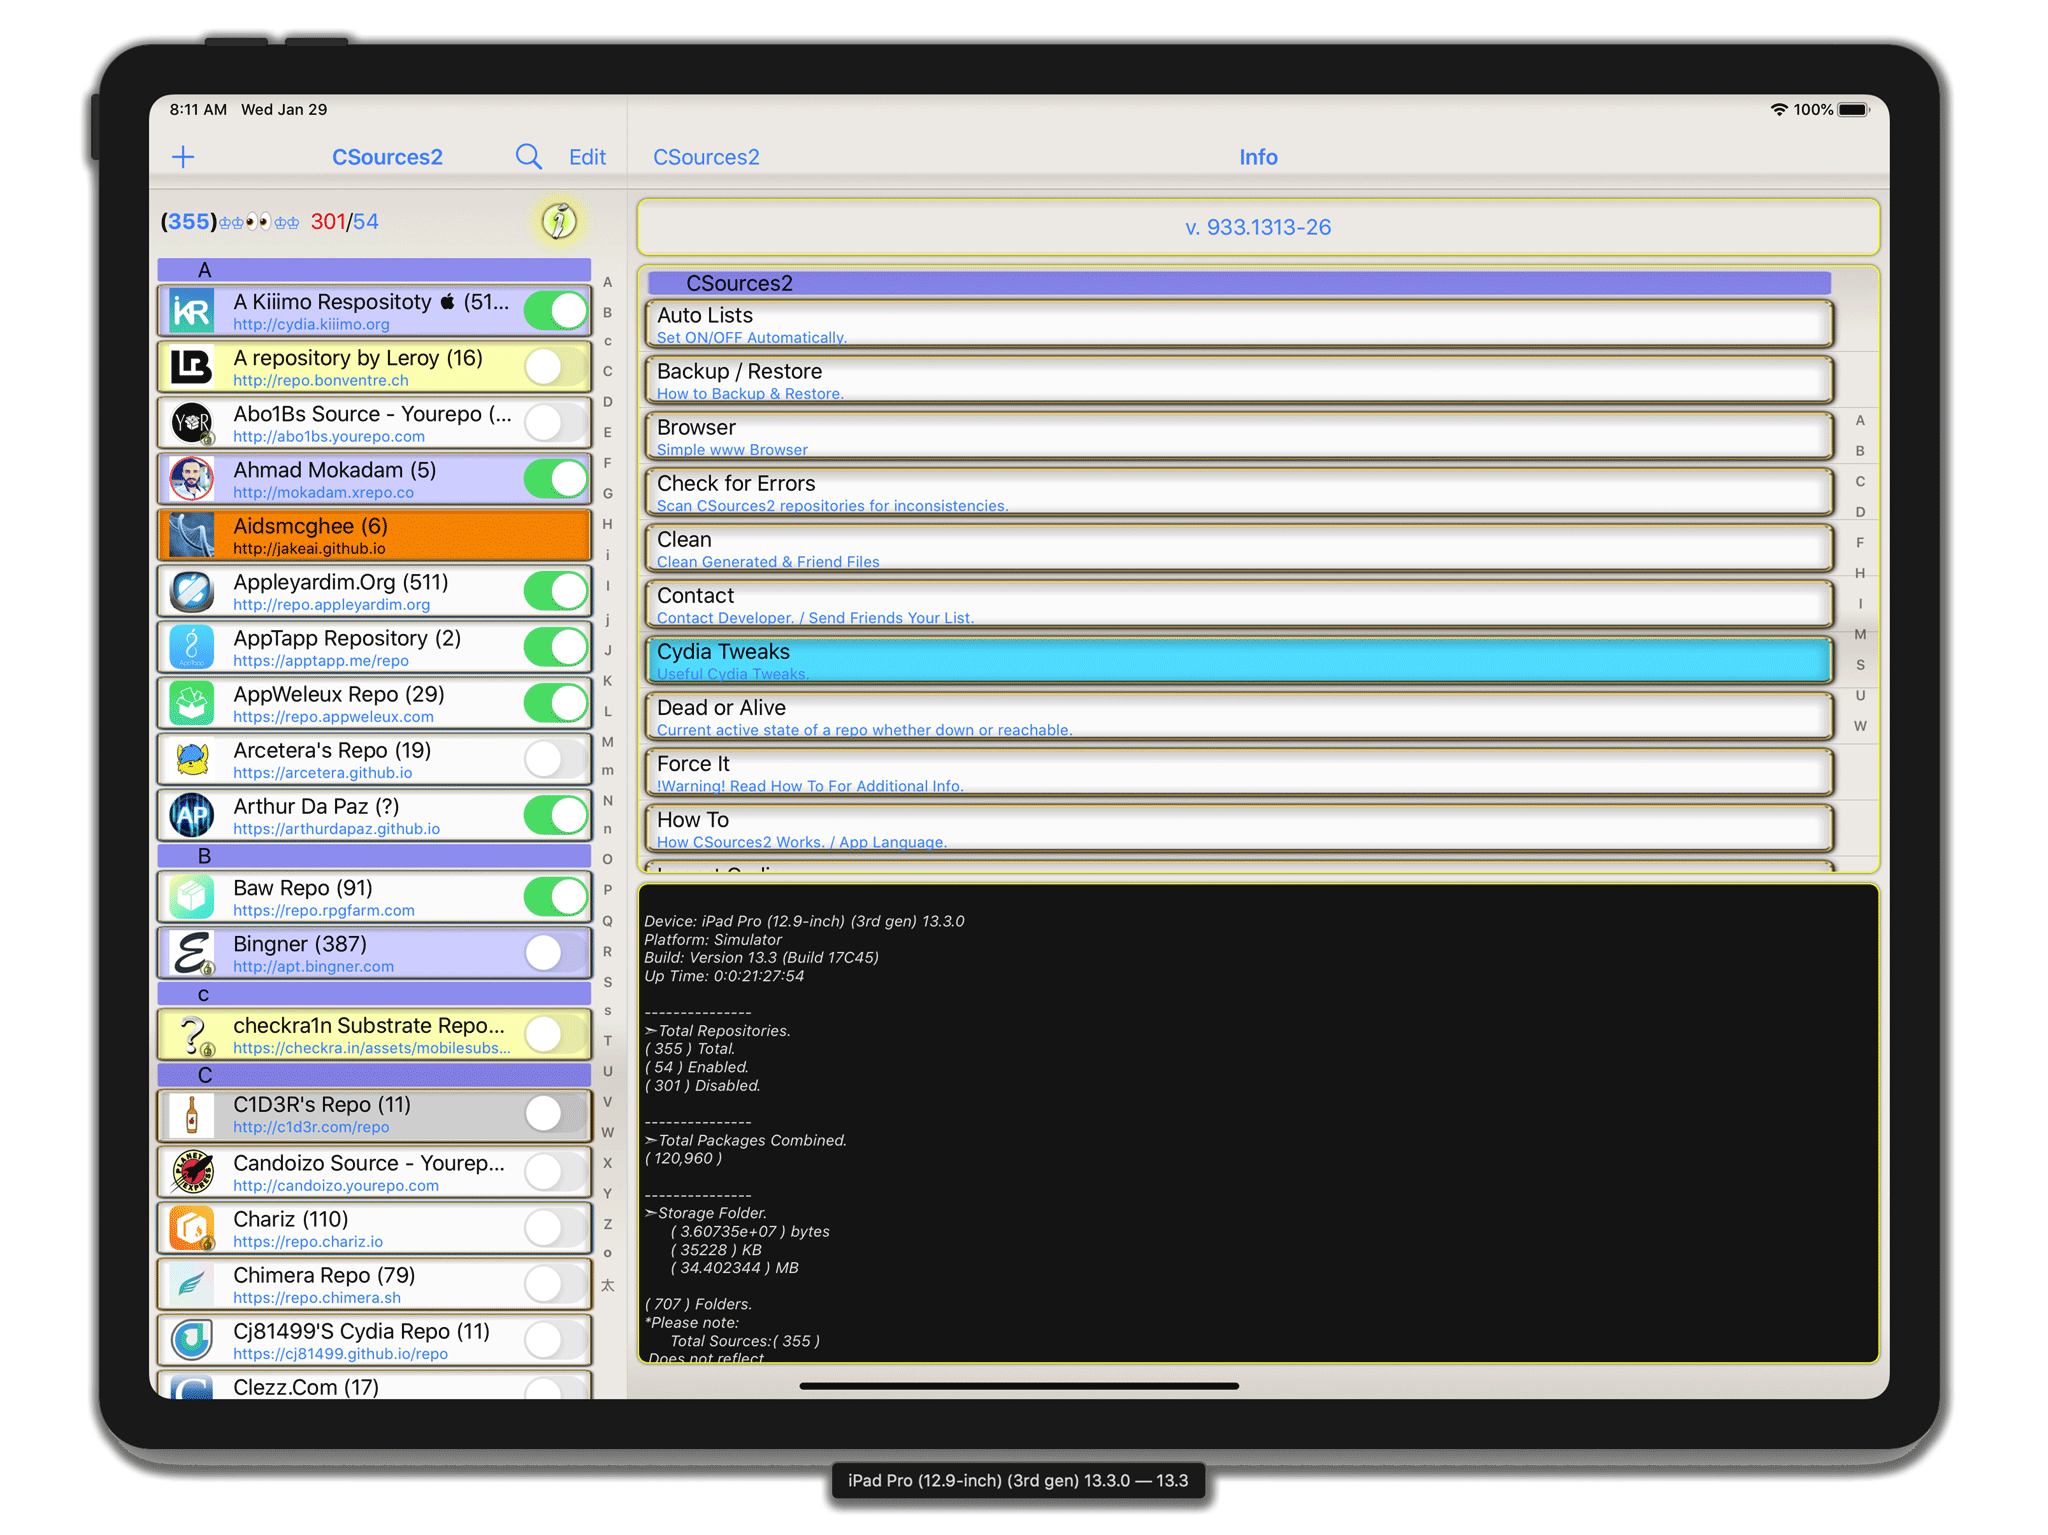 8:11 AM Wed Jan 29
100%
CSources2
Edit
CSources2
Info
(355)♔♔👀♔♔ 301/54
v. 933.1313-26
A
A Kiiimo Respositoty  (51...
http://cydia.kiiimo.org
A repository by Leroy (16)
http://repo.bonventre.ch
Abo1Bs Source - Yourepo (...
http://abo1bs.yourepo.com
Ahmad Mokadam (5)
http://mokadam.xrepo.co
Aidsmcghee (6)
http://jakeai.github.io
Appleyardim.Org (511)
http://repo.appleyardim.org
AppTapp Repository (2)
https://apptapp.me/repo
AppWeleux Repo (29)
https://repo.appweleux.com
Arcetera's Repo (19)
https://arcetera.github.io
Arthur Da Paz (?)
https://arthurdapaz.github.io
B
Baw Repo (91)
https://repo.rpgfarm.com
Bingner (387)
http://apt.bingner.com
c
checkra1n Substrate Repo...
https://checkra.in/assets/mobilesubs...
C
C1D3R's Repo (11)
http://c1d3r.com/repo
Candoizo Source - Yourep...
http://candoizo.yourepo.com
Chariz (110)
https://repo.chariz.io
Chimera Repo (79)
https://repo.chimera.sh
Cj81499'S Cydia Repo (11)
https://cj81499.github.io/repo
Clezz.Com (17)
A
B
c
C
D
E
F
G
H
i
I
j
J
K
L
M
m
N
n
O
P
Q
R
S
s
T
U
V
W
X
Y
Z
o
太
CSources2
Auto Lists
Set ON/OFF Automatically.
Backup / Restore
How to Backup & Restore.
Browser
Simple www Browser
Check for Errors
Scan CSources2 repositories for inconsistencies.
Clean
Clean Generated & Friend Files
Contact
Contact Developer. / Send Friends Your List.
Cydia Tweaks
Useful Cydia Tweaks.
Dead or Alive
Current active state of a repo whether down or reachable.
Force It
!Warning! Read How To For Additional Info.
How To
How CSources2 Works. / App Language.
A
B
C
D
F
H
I
M
S
U
W
Device: iPad Pro (12.9-inch) (3rd gen) 13.3.0
Platform: Simulator
Build: Version 13.3 (Build 17C45)
Up Time: 0:0:21:27:54
---------------
➣Total Repositories.
( 355 ) Total.
( 54 ) Enabled.
( 301 ) Disabled.
---------------
➣Total Packages Combined.
( 120,960 )
---------------
➣Storage Folder.
( 3.60735e+07 ) bytes
( 35228 ) KB
( 34.402344 ) MB
( 707 ) Folders.
*Please note:
Total Sources:( 355 )
Does not reflect
iPad Pro (12.9-inch) (3rd gen) 13.3.0 — 13.3